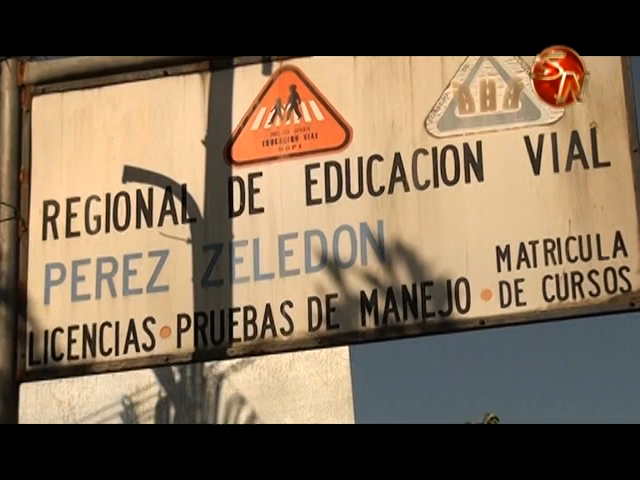 EDUCACION VIAL
REGIONAL DE EDUCACION VIAL
PEREZ ZELEDON
LICENCIAS • PRUEBAS DE MANEJO • MATRICULA DE CURSOS